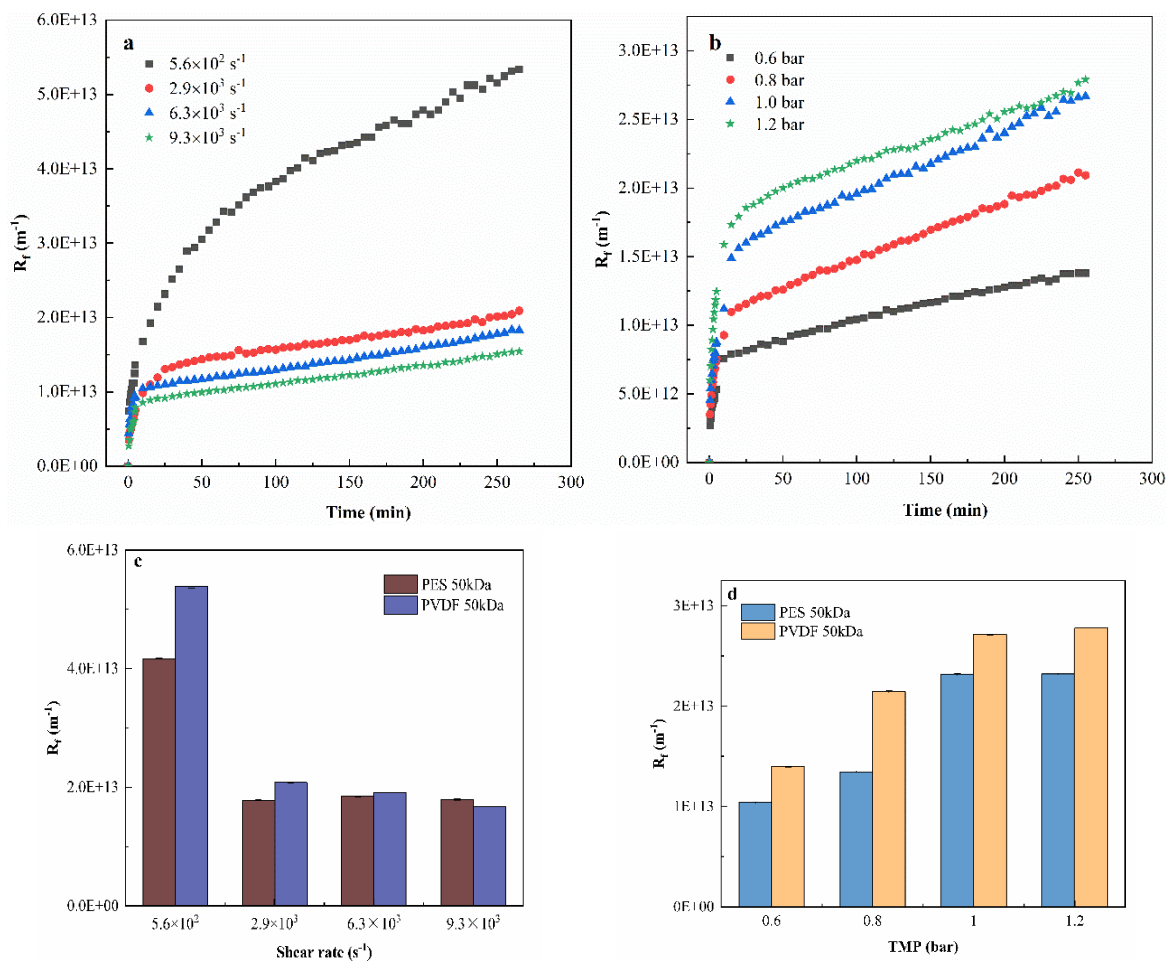 a
5.6×10² s⁻¹
2.9×10³ s⁻¹
6.3×10³ s⁻¹
9.3×10³ s⁻¹
6.0E+13
5.0E+13
4.0E+13
3.0E+13
2.0E+13
1.0E+13
0.0E+00
R_f (m⁻¹)
0 50 100 150 200 250 300
Time (min)
b
0.6 bar
0.8 bar
1.0 bar
1.2 bar
3.0E+13
2.5E+13
2.0E+13
1.5E+13
1.0E+13
5.0E+12
0.0E+00
R_f (m⁻¹)
0 50 100 150 200 250 300
Time (min)
c
PES 50kDa
PVDF 50kDa
6.0E+13
4.0E+13
2.0E+13
0.0E+00
R_f (m⁻¹)
5.6×10² 2.9×10³ 6.3×10³ 9.3×10³
Shear rate (s⁻¹)
d
PES 50kDa
PVDF 50kDa
3E+13
2E+13
1E+13
0E+00
R_f (m⁻¹)
0.6 0.8 1 1.2
TMP (bar)